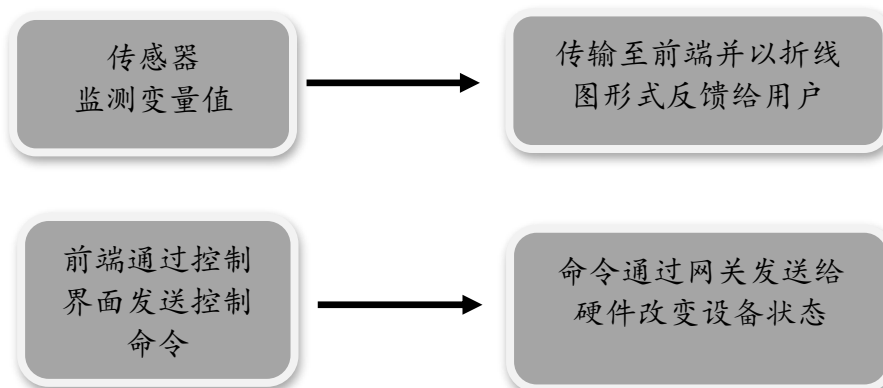 传感器
监测变量值
传输至前端并以折线
图形式反馈给用户
前端通过控制
界面发送控制
命令
命令通过网关发送给
硬件改变设备状态